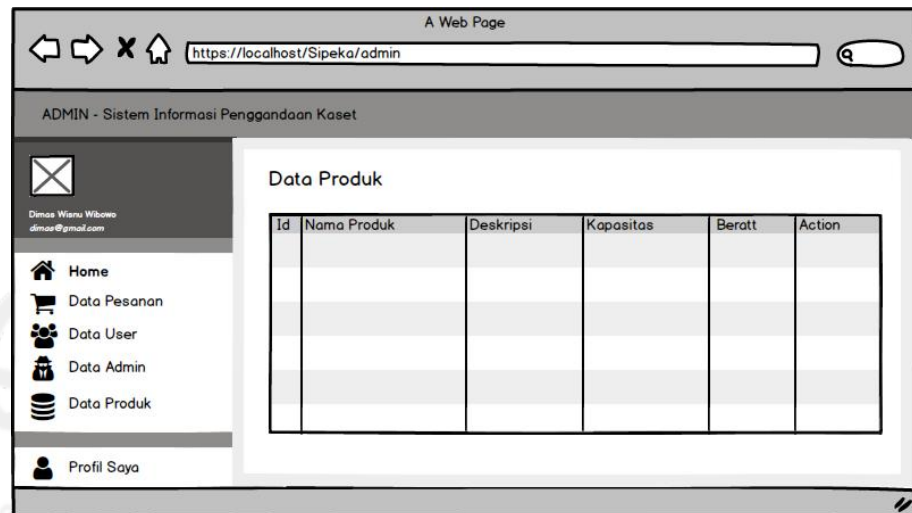 A Web Page
https://localhost/Sipeka/admin
ADMIN - Sistem Informasi Penggandaan Kaset
Dimas Wisnu Wibowo
dimas@gmail.com
Home
Data Pesanan
Data User
Data Admin
Data Produk
Profil Saya
Data Produk
Id Nama Produk Deskripsi Kapasitas Beratt Action